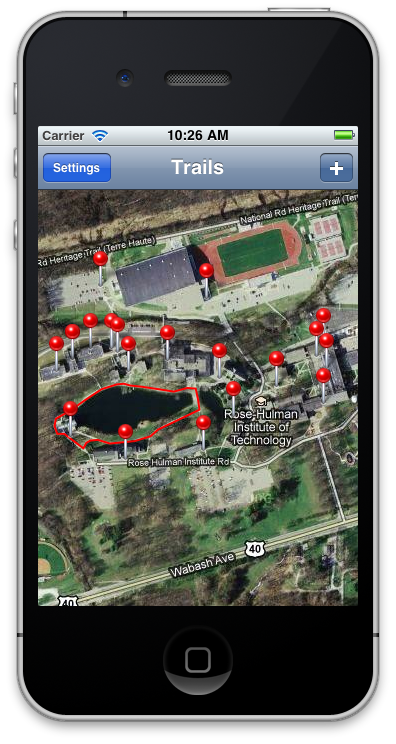 Carrier
10:26 AM
Settings
Trails
+
National Rd Heritage Trail (Terr
Rd Heritage Trail (Terre Haute)
Rose-Hulman
Institute of
Technology
Rose Hulman Institute Rd
40
Wabash Ave
40